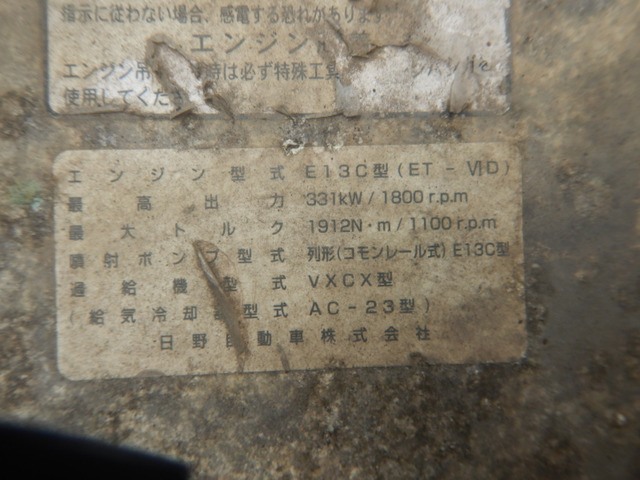 指示に従わない場合、感電する恐れがあります
エンジン
エンジン吊 時は必ず特殊工具
使用してくださ
エンジン型式 E13C型(ET-VID)
最高出力 331kW/1800r.p.m
最大トルク 1912N·m/1100r.p.m
噴射ポンプ型式 列形(コモンレール式)E13C型
過給機型式 VXCX型
(給気冷却器型式 AC-23型)
日野自動車株式会社